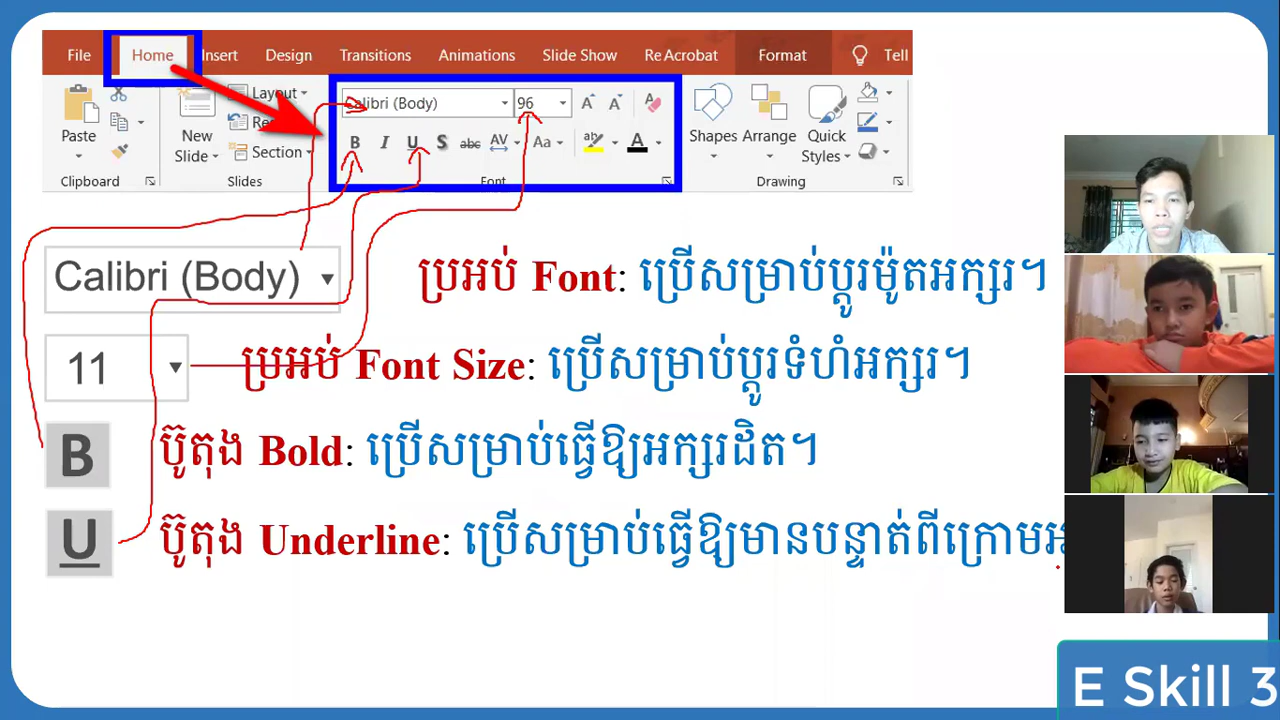 File Home Insert Design Transitions Animations Slide Show Re Acrobat Format Tell
Calibri (Body) 96 A A
Paste New Slide Layout Section
B I U S abc AV Aa aby A
Shapes Arrange Quick Styles
Clipboard Slides Font Drawing
Calibri (Body) ប្រអប់ Font: ប្រើសម្រាប់ប្តូរម៉ូតអក្សរ។
11 ប្រអប់ Font Size: ប្រើសម្រាប់ប្តូរទំហំអក្សរ។
B ប៊ូតុង Bold: ប្រើសម្រាប់ធ្វើឱ្យអក្សរដិត។
U ប៊ូតុង Underline: ប្រើសម្រាប់ធ្វើឱ្យមានបន្ទាត់ពីក្រោម
E Skill 3